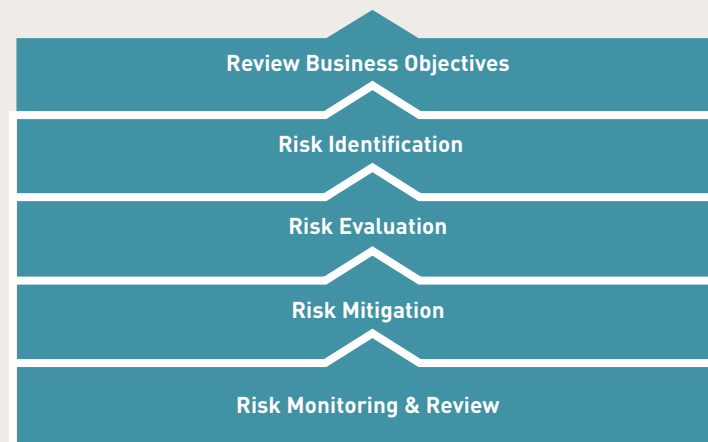 Review Business Objectives
Risk Identification
Risk Evaluation
Risk Mitigation
Risk Monitoring & Review